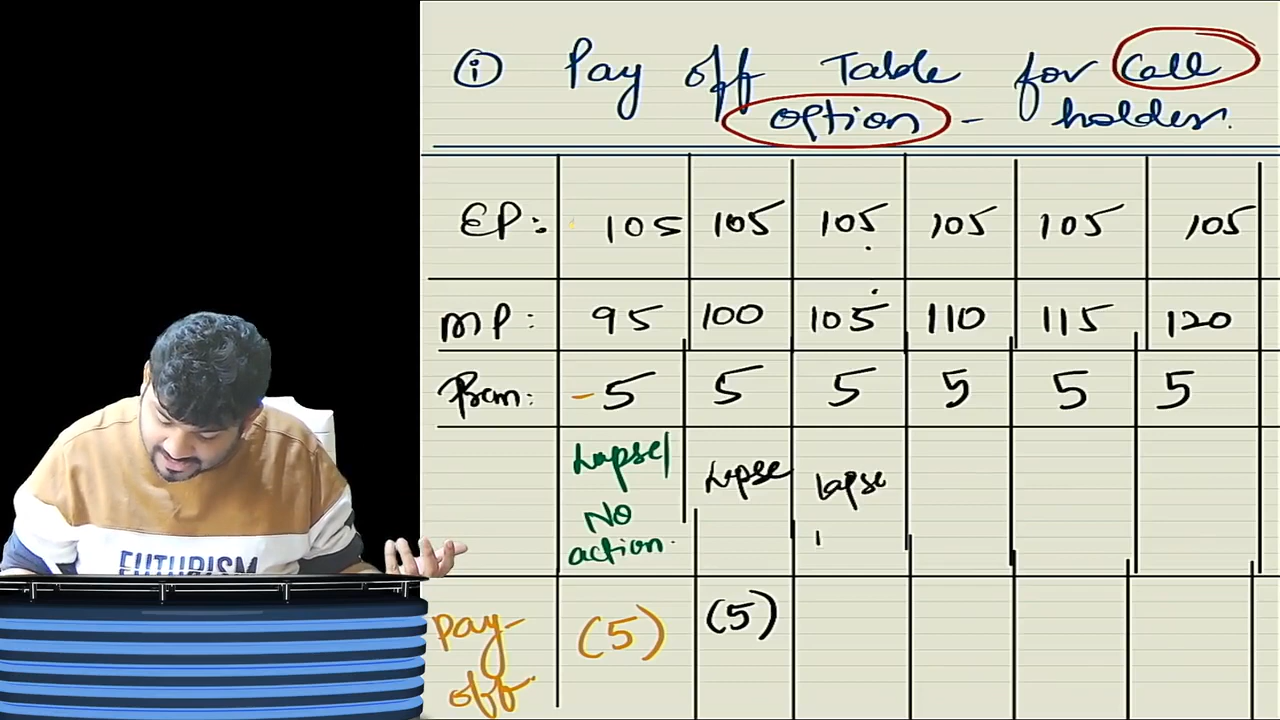 (i) Pay off Table for Call
option - holder.
EP: 105 105 105 105 105 105
MP: 95 100 105 110 115 120
Prem: -5 5 5 5 5 5
Lapse/ Lapse Lapse
No
action.
Pay- (5) (5)
off.
FUTURISM